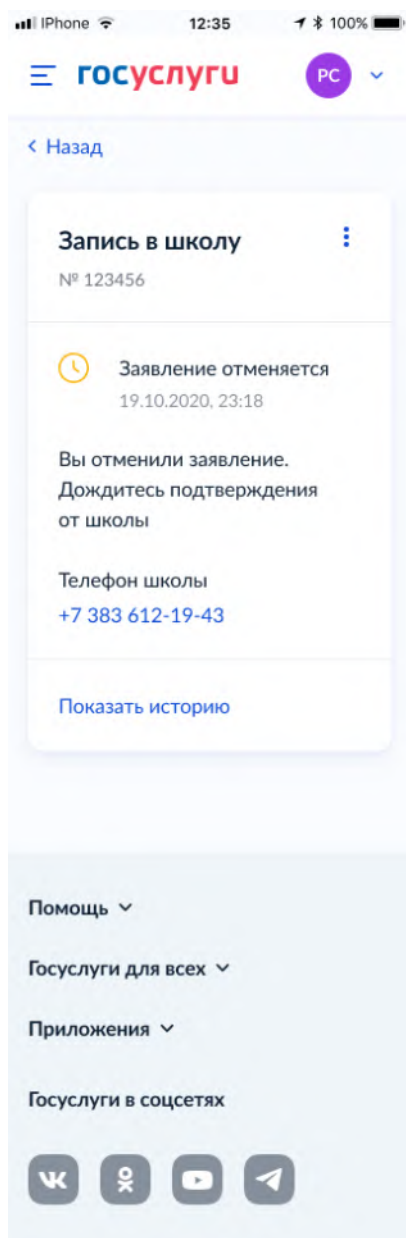 IPhone 12:35 100%
госуслуги РС
Назад
Запись в школу
№ 123456
Заявление отменяется
19.10.2020, 23:18
Вы отменили заявление.
Дождитесь подтверждения
от школы
Телефон школы
+7 383 612-19-43
Показать историю
Помощь
Госуслуги для всех
Приложения
Госуслуги в соцсетях